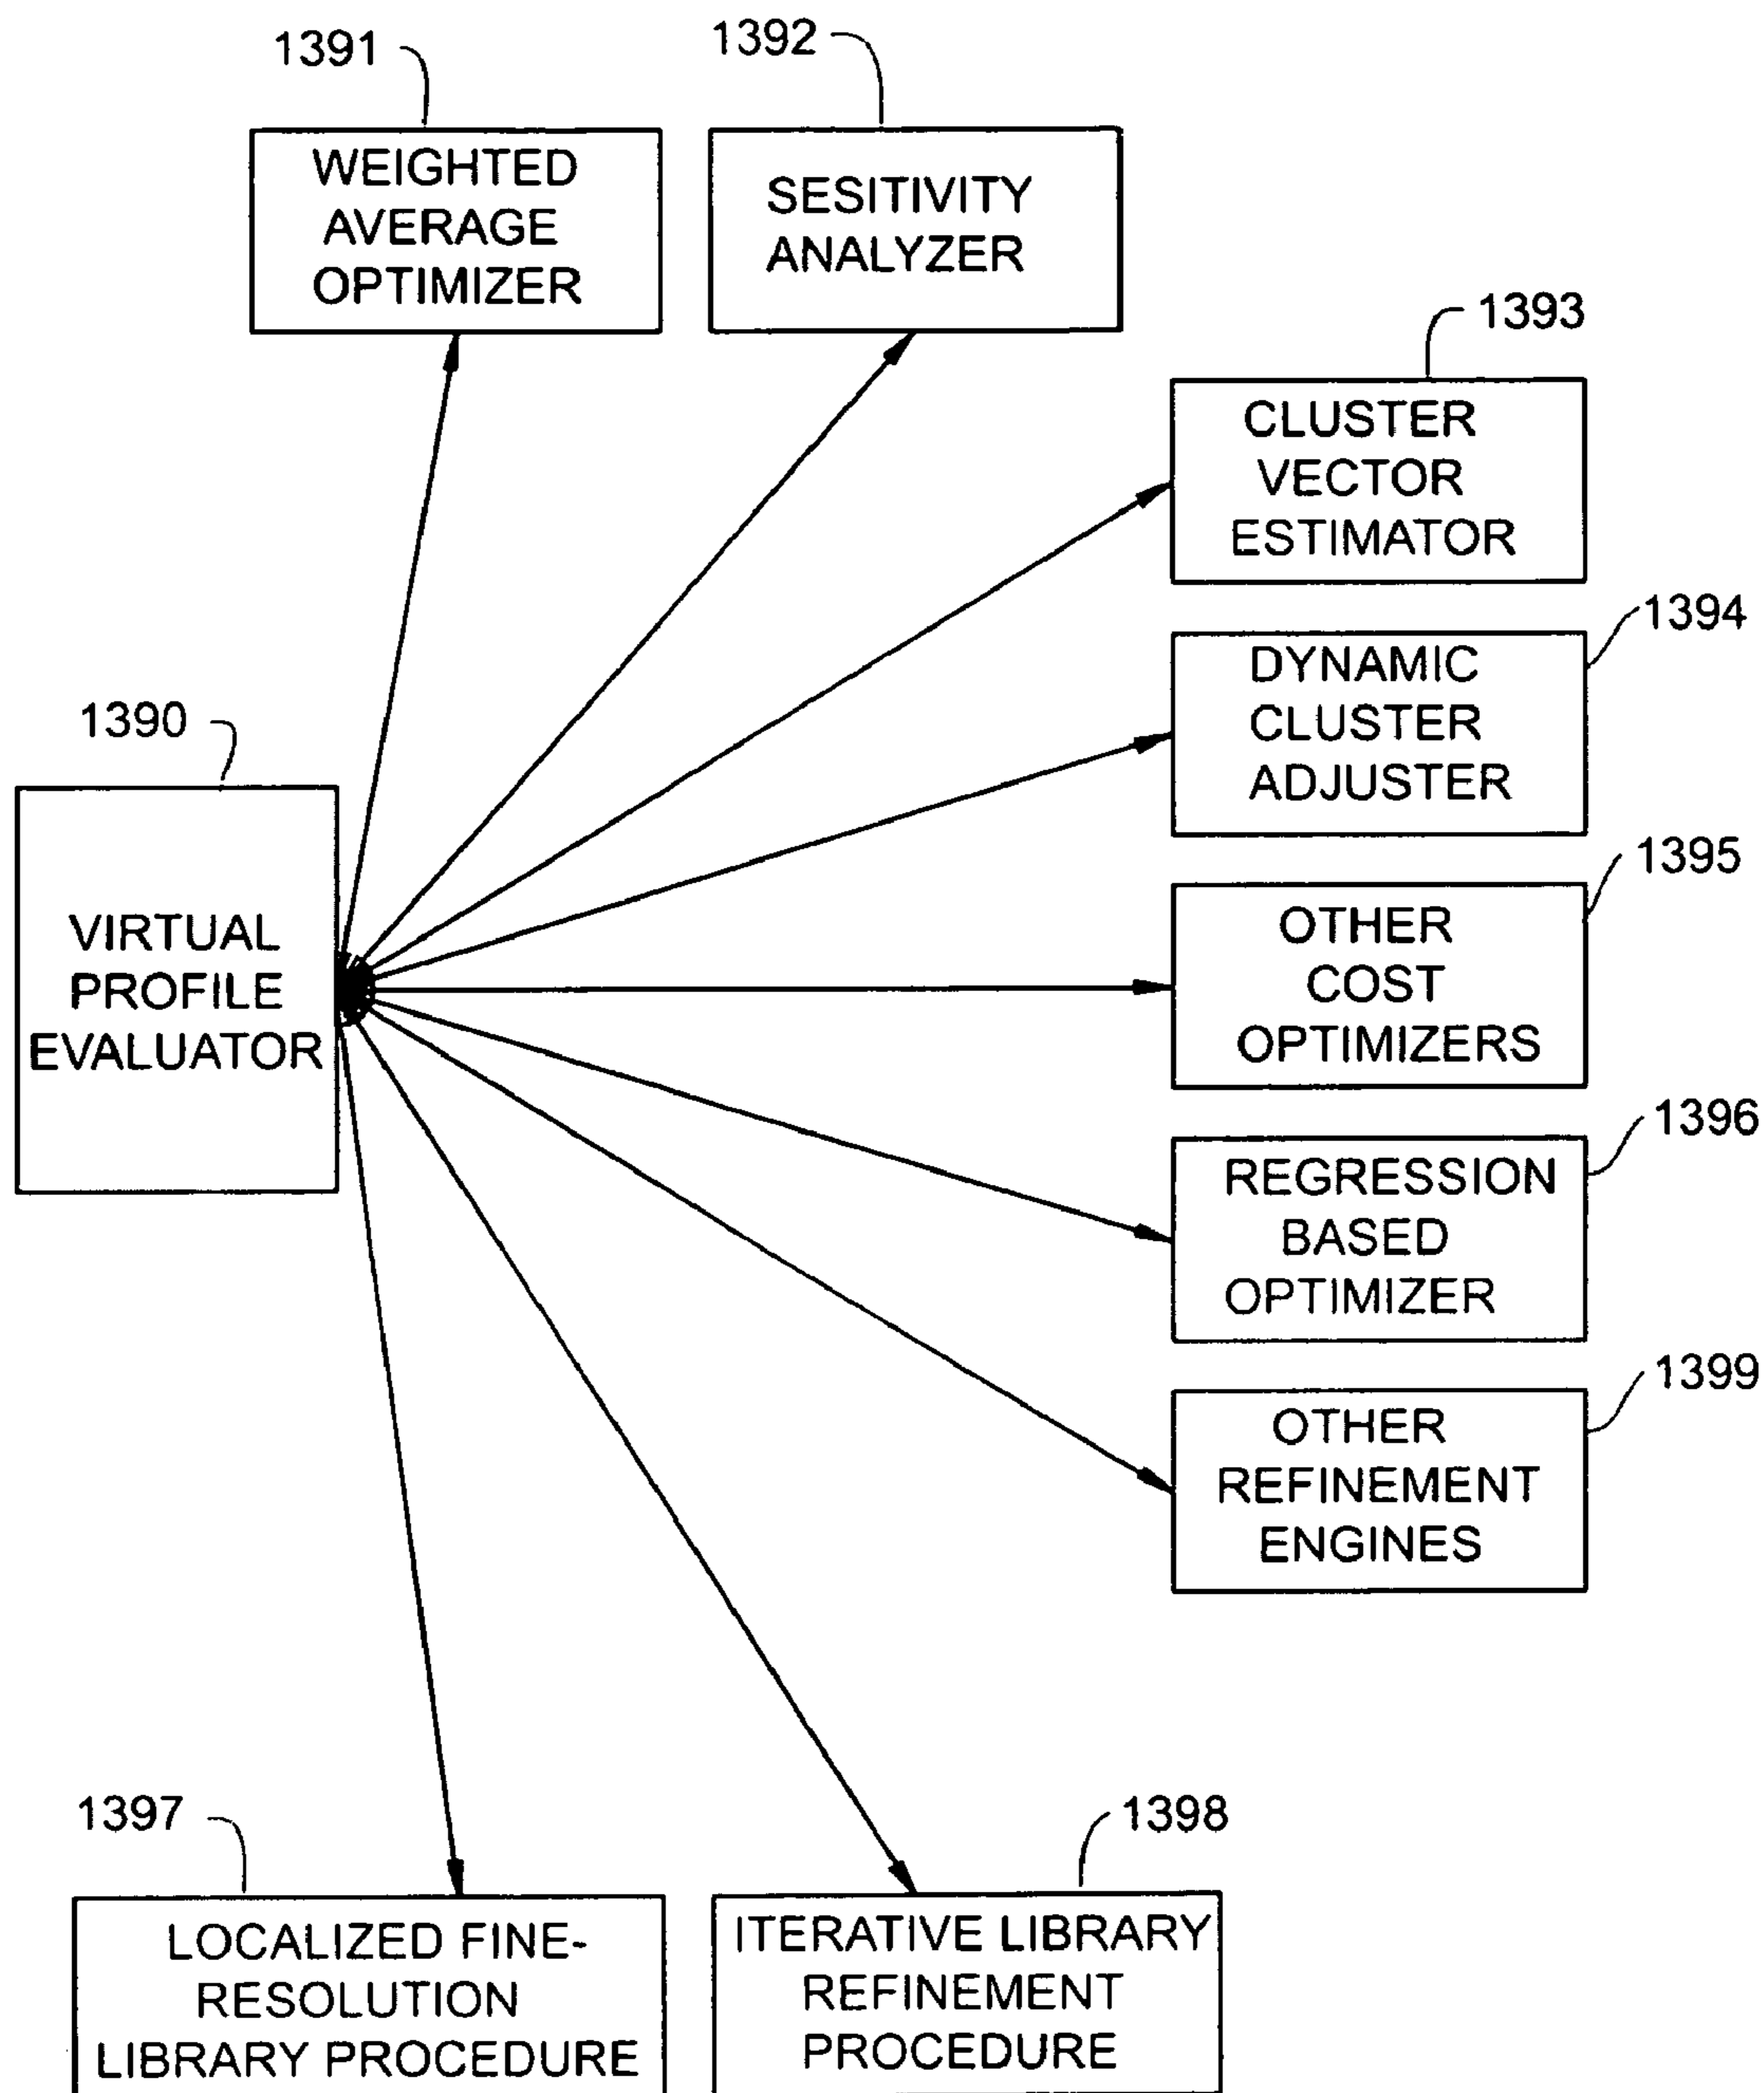 1391
WEIGHTED
AVERAGE
OPTIMIZER
1392
SESITIVITY
ANALYZER
1393
CLUSTER
VECTOR
ESTIMATOR
1394
DYNAMIC
CLUSTER
ADJUSTER
1390
VIRTUAL
PROFILE
EVALUATOR
1395
OTHER
COST
OPTIMIZERS
1396
REGRESSION
BASED
OPTIMIZER
1399
OTHER
REFINEMENT
ENGINES
1397
LOCALIZED FINE-
RESOLUTION
LIBRARY PROCEDURE
1398
ITERATIVE LIBRARY
REFINEMENT
PROCEDURE